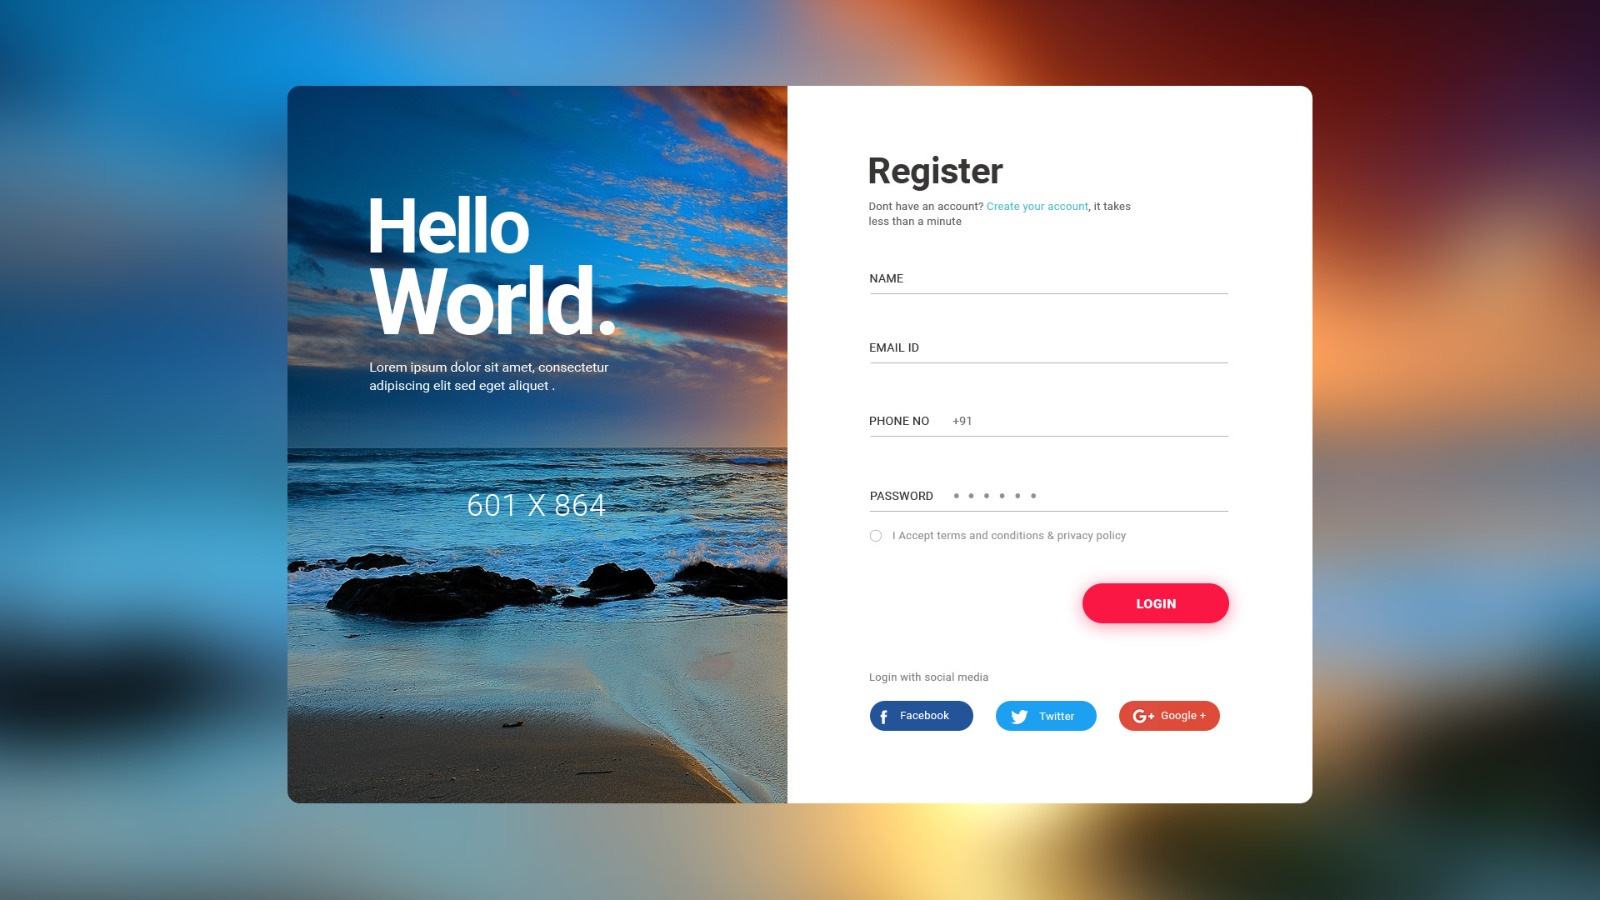 Hello
World.
Lorem ipsum dolor sit amet, consectetur
adipiscing elit sed eget aliquet .
601 X 864
Register
Dont have an account? Create your account, it takes
less than a minute
NAME
EMAIL ID
PHONE NO +91
PASSWORD
I Accept terms and conditions & privacy policy
LOGIN
Login with social media
f Facebook
Twitter
G+ Google +